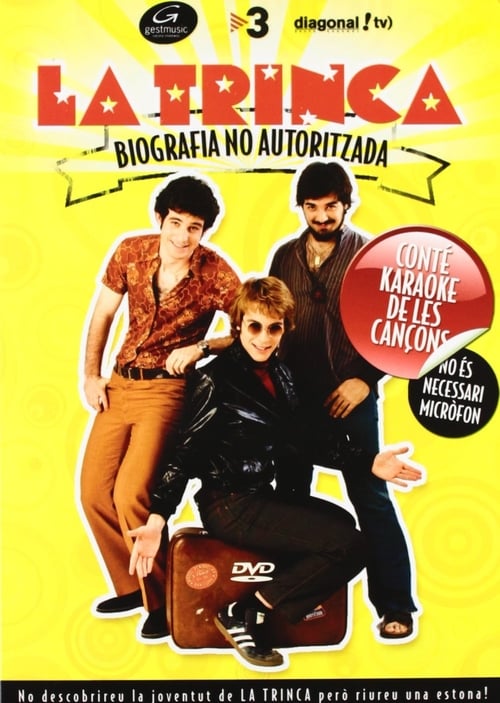 G
gestmusic
3
diagonal!tv)
LA TRINCA
BIOGRAFIA NO AUTORITZADA
CONTÉ
KARAOKE
DE LES
CANÇONS
NO ÉS
NECESSARI
MICRÒFON
DVD
No descobrireu la joventut de LA TRINCA però riureu una estona!